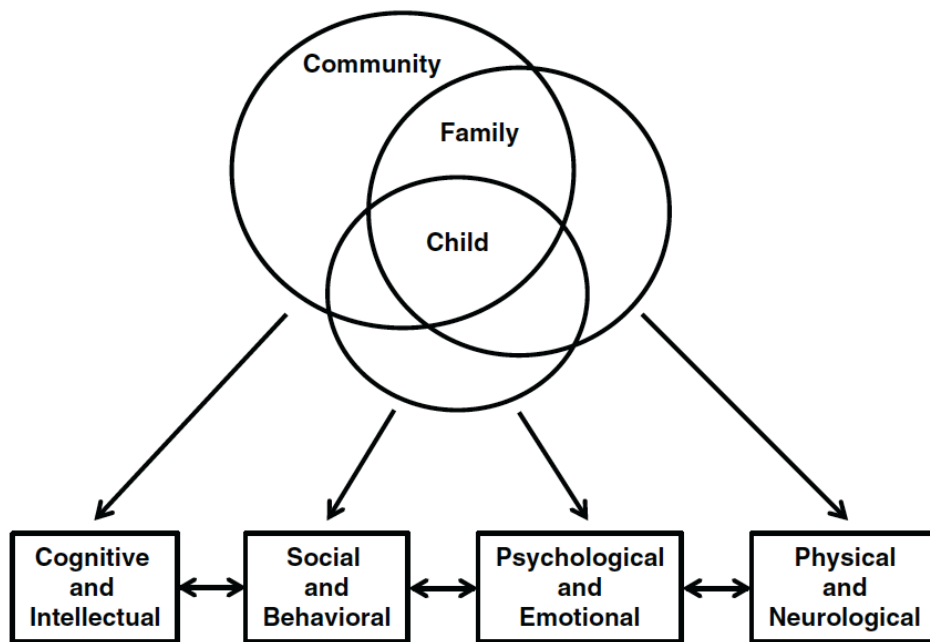 Community
Family
Child
Cognitive
and
Intellectual
Social
and
Behavioral
Psychological
and
Emotional
Physical
and
Neurological